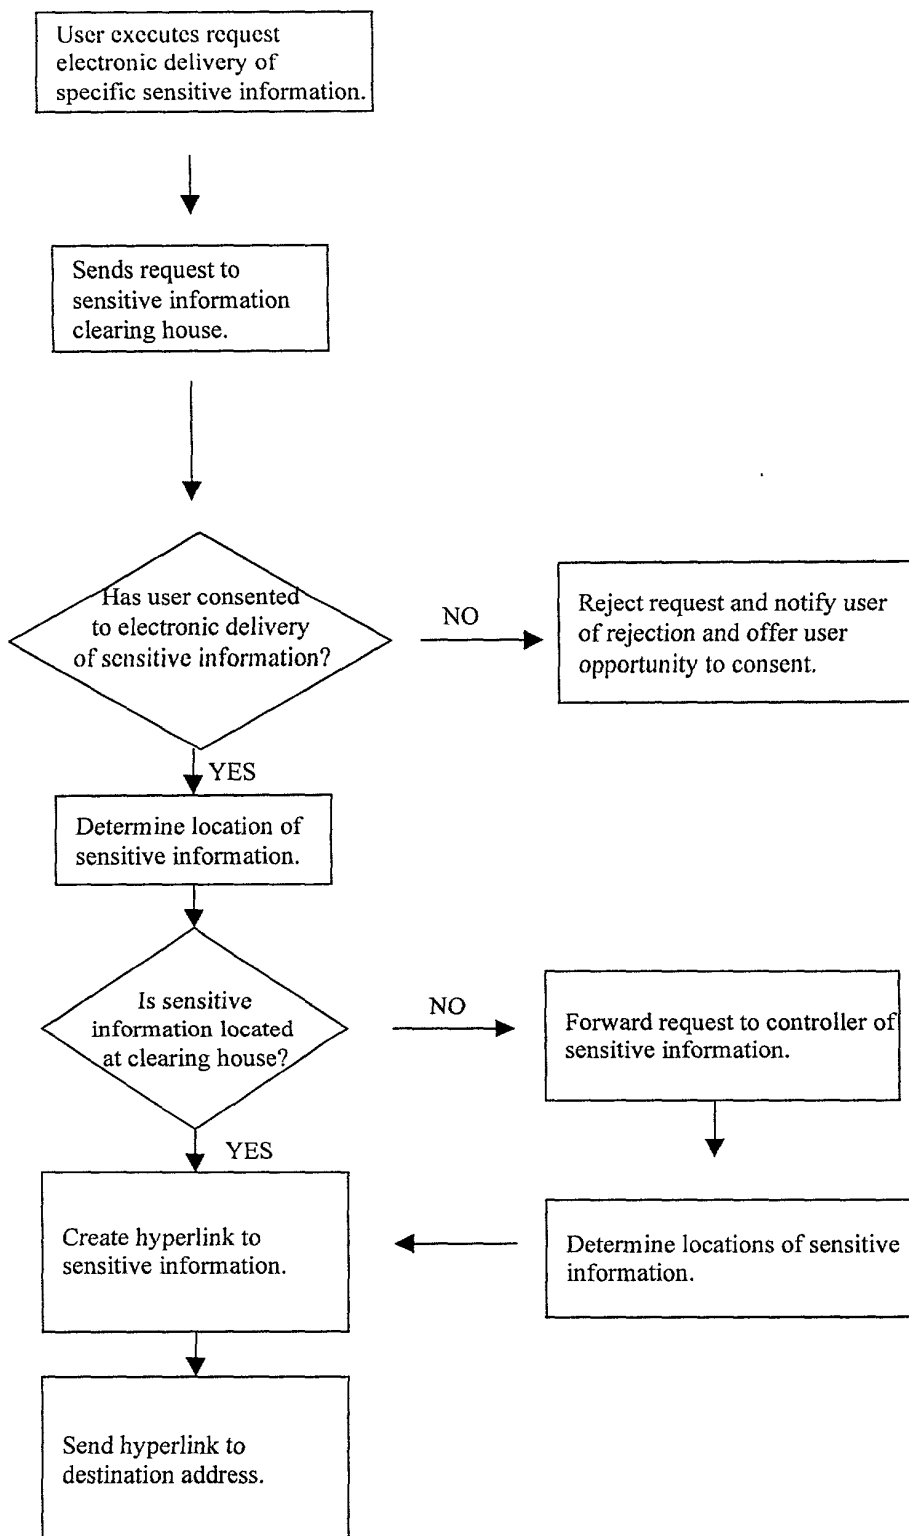 User executes request
electronic delivery of
specific sensitive information.
Sends request to
sensitive information
clearing house.
Has user consented
to electronic delivery
of sensitive information?
NO
Reject request and notify user
of rejection and offer user
opportunity to consent.
YES
Determine location of
sensitive information.
Is sensitive
information located
at clearing house?
NO
Forward request to controller of
sensitive information.
YES
Create hyperlink to
sensitive information.
Determine locations of sensitive
information.
Send hyperlink to
destination address.